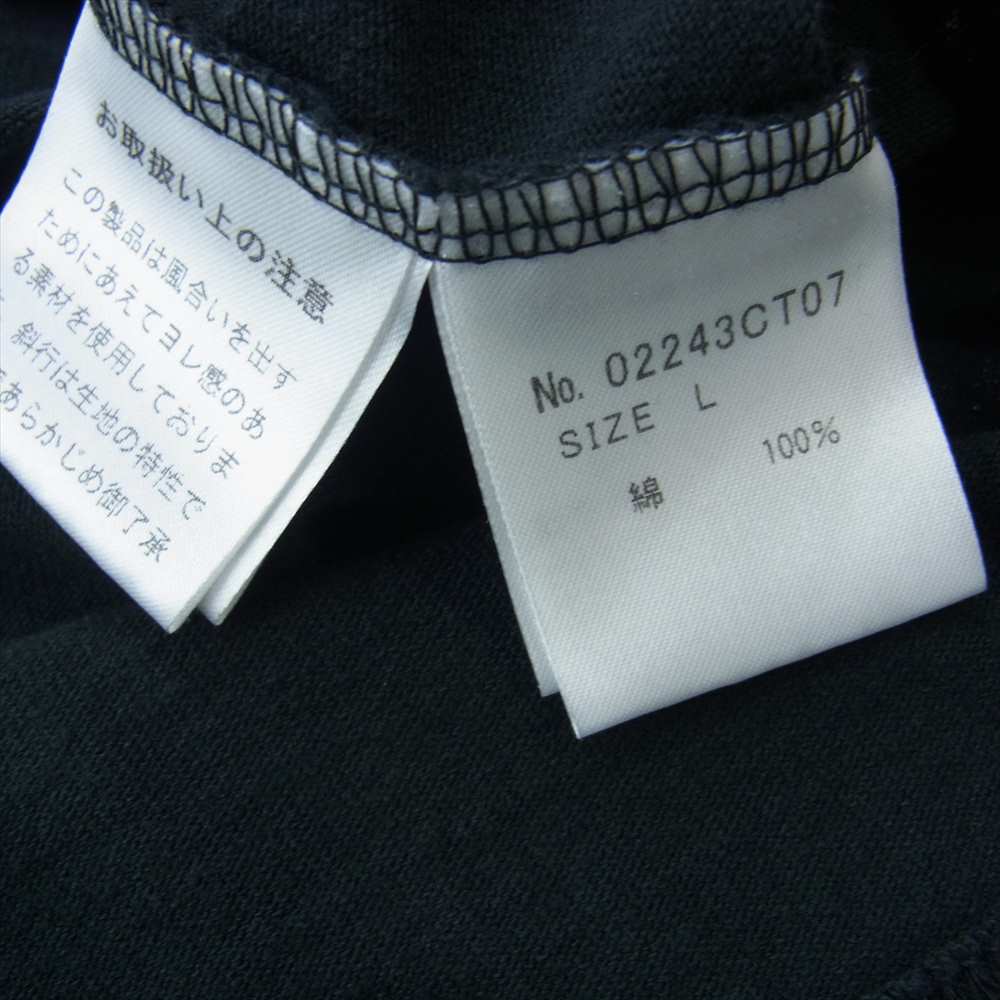 お取扱い上の注意
この製品は風合いを出す
ためにあえてヨレ感のあ
る素材を使用しておりま
斜行は生地の特性で
あらかじめ御了承
No. 02243CT07
SIZE L
綿 100%